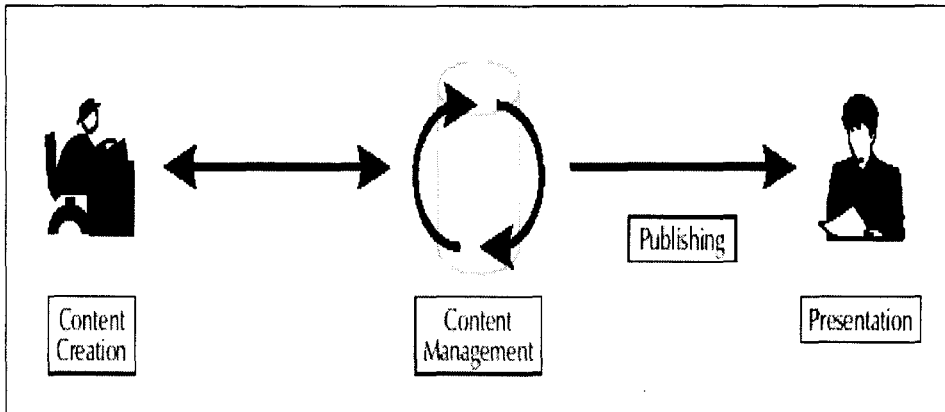 Publishing
Content
Creation
Content
Management
Presentation